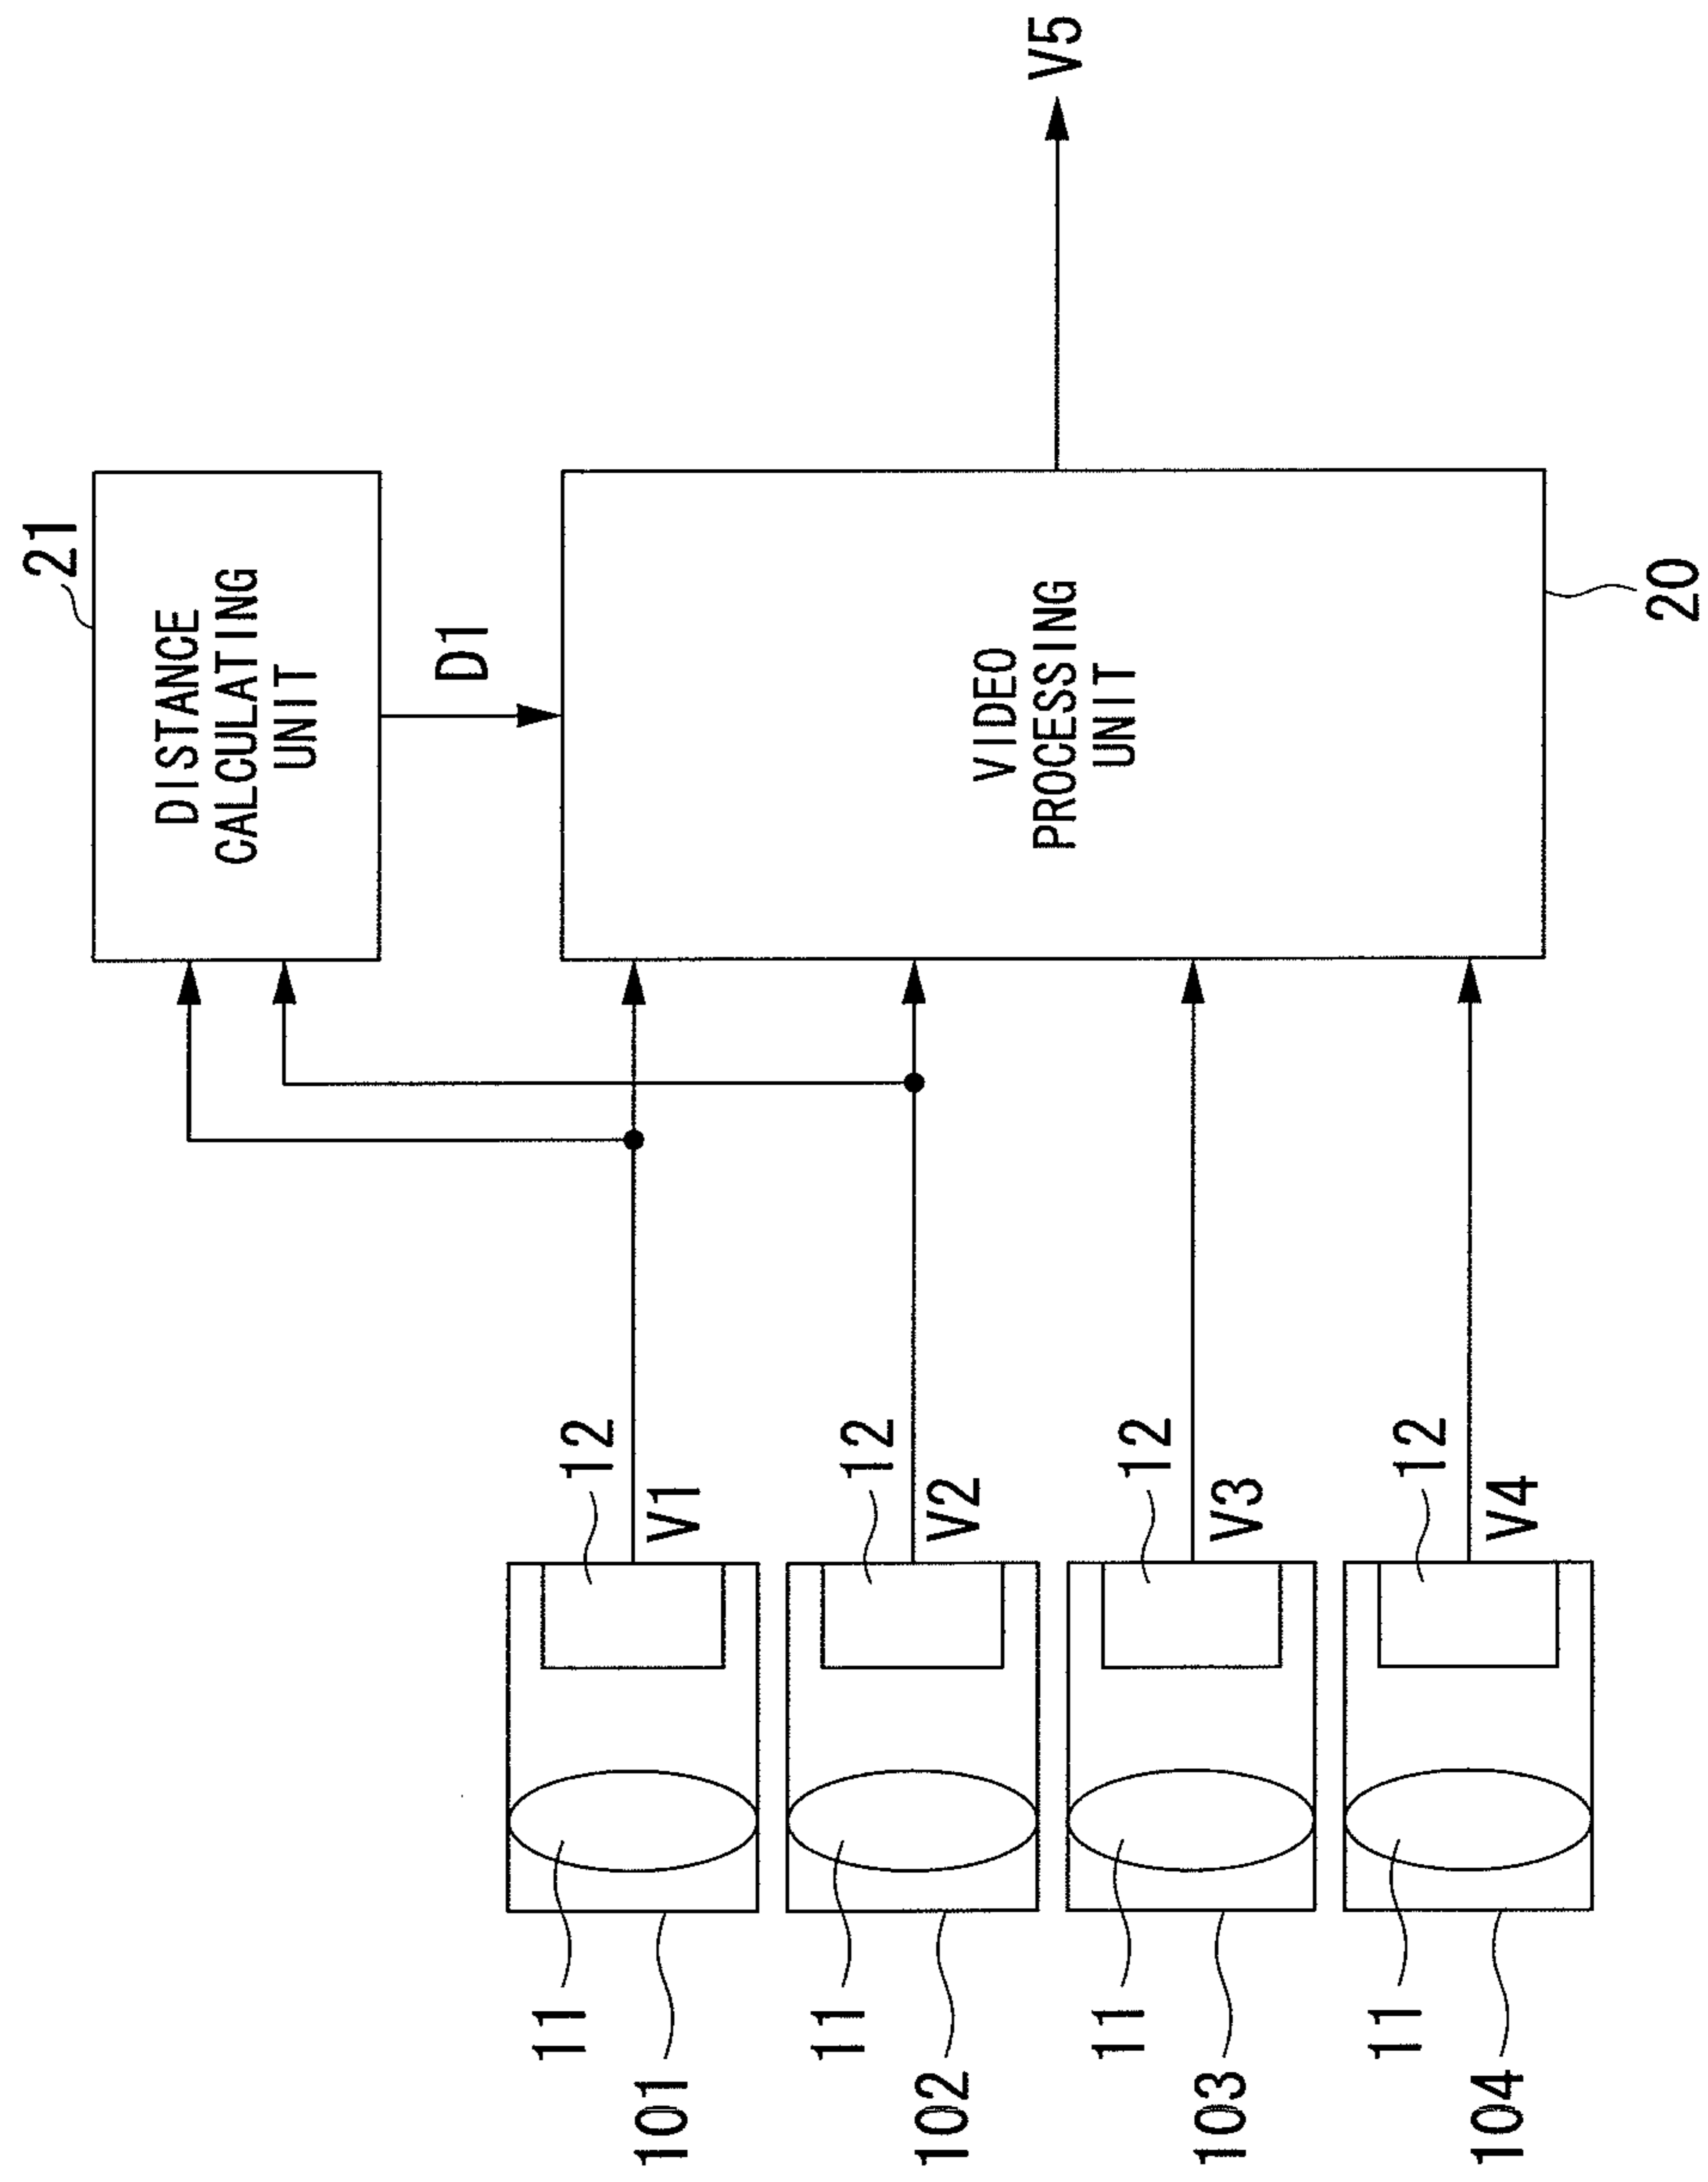 21
DISTANCE
CALCULATING
UNIT
D1
V5
11
101
12
V1
11
102
12
V2
VIDEO
PROCESSING
UNIT
11
103
12
V3
11
104
12
V4
20